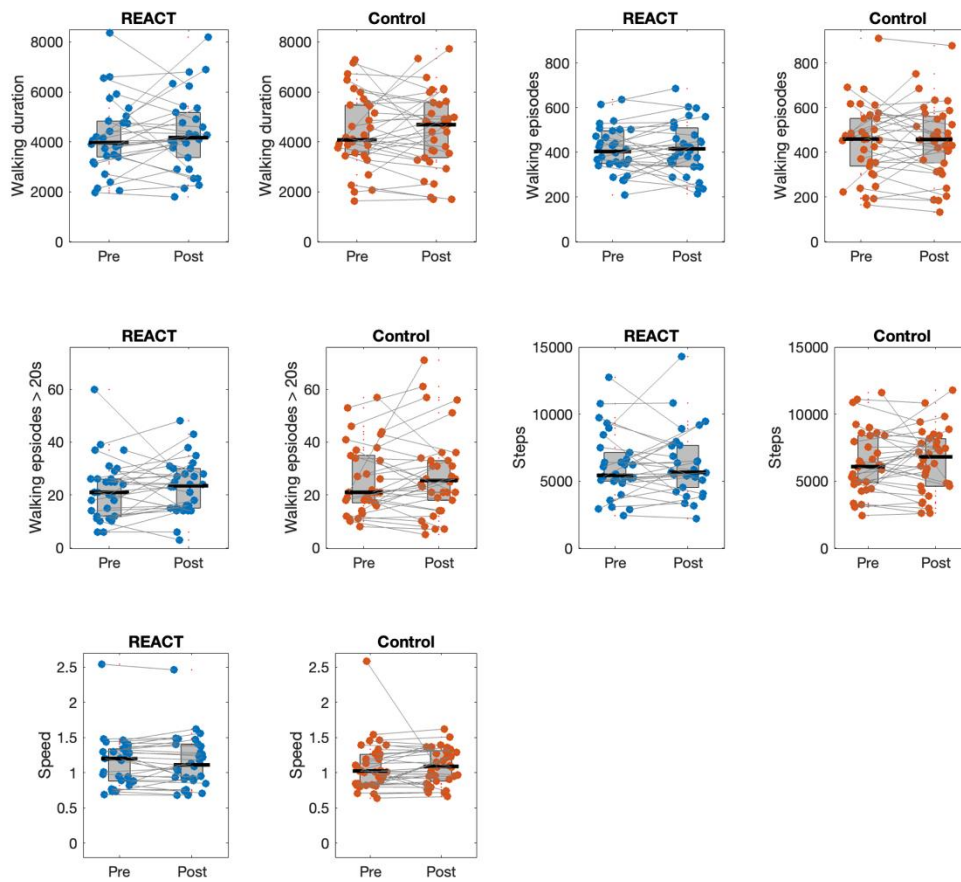 REACT
Control
REACT
Control
Walking duration
8000
6000
4000
2000
0
Pre
Post
Walking duration
8000
6000
4000
2000
0
Pre
Post
Walking episodes
800
600
400
200
0
Pre
Post
Walking episodes
800
600
400
200
0
Pre
Post
REACT
Control
REACT
Control
Walking epsiodes > 20s
60
40
20
0
Pre
Post
Walking episodes > 20s
60
40
20
0
Pre
Post
Steps
15000
10000
5000
0
Pre
Post
Steps
15000
10000
5000
0
Pre
Post
REACT
Control
Speed
2.5
2
1.5
1
0.5
0
Pre
Post
Speed
2.5
2
1.5
1
0.5
0
Pre
Post